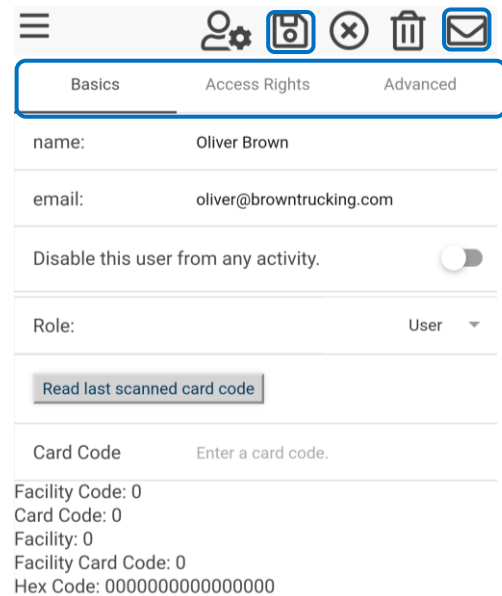 Basics Access Rights Advanced
name: Oliver Brown
email: oliver@browntrucking.com
Disable this user from any activity.
Role: User
Read last scanned card code
Card Code Enter a card code.
Facility Code: 0
Card Code: 0
Facility: 0
Facility Card Code: 0
Hex Code: 0000000000000000